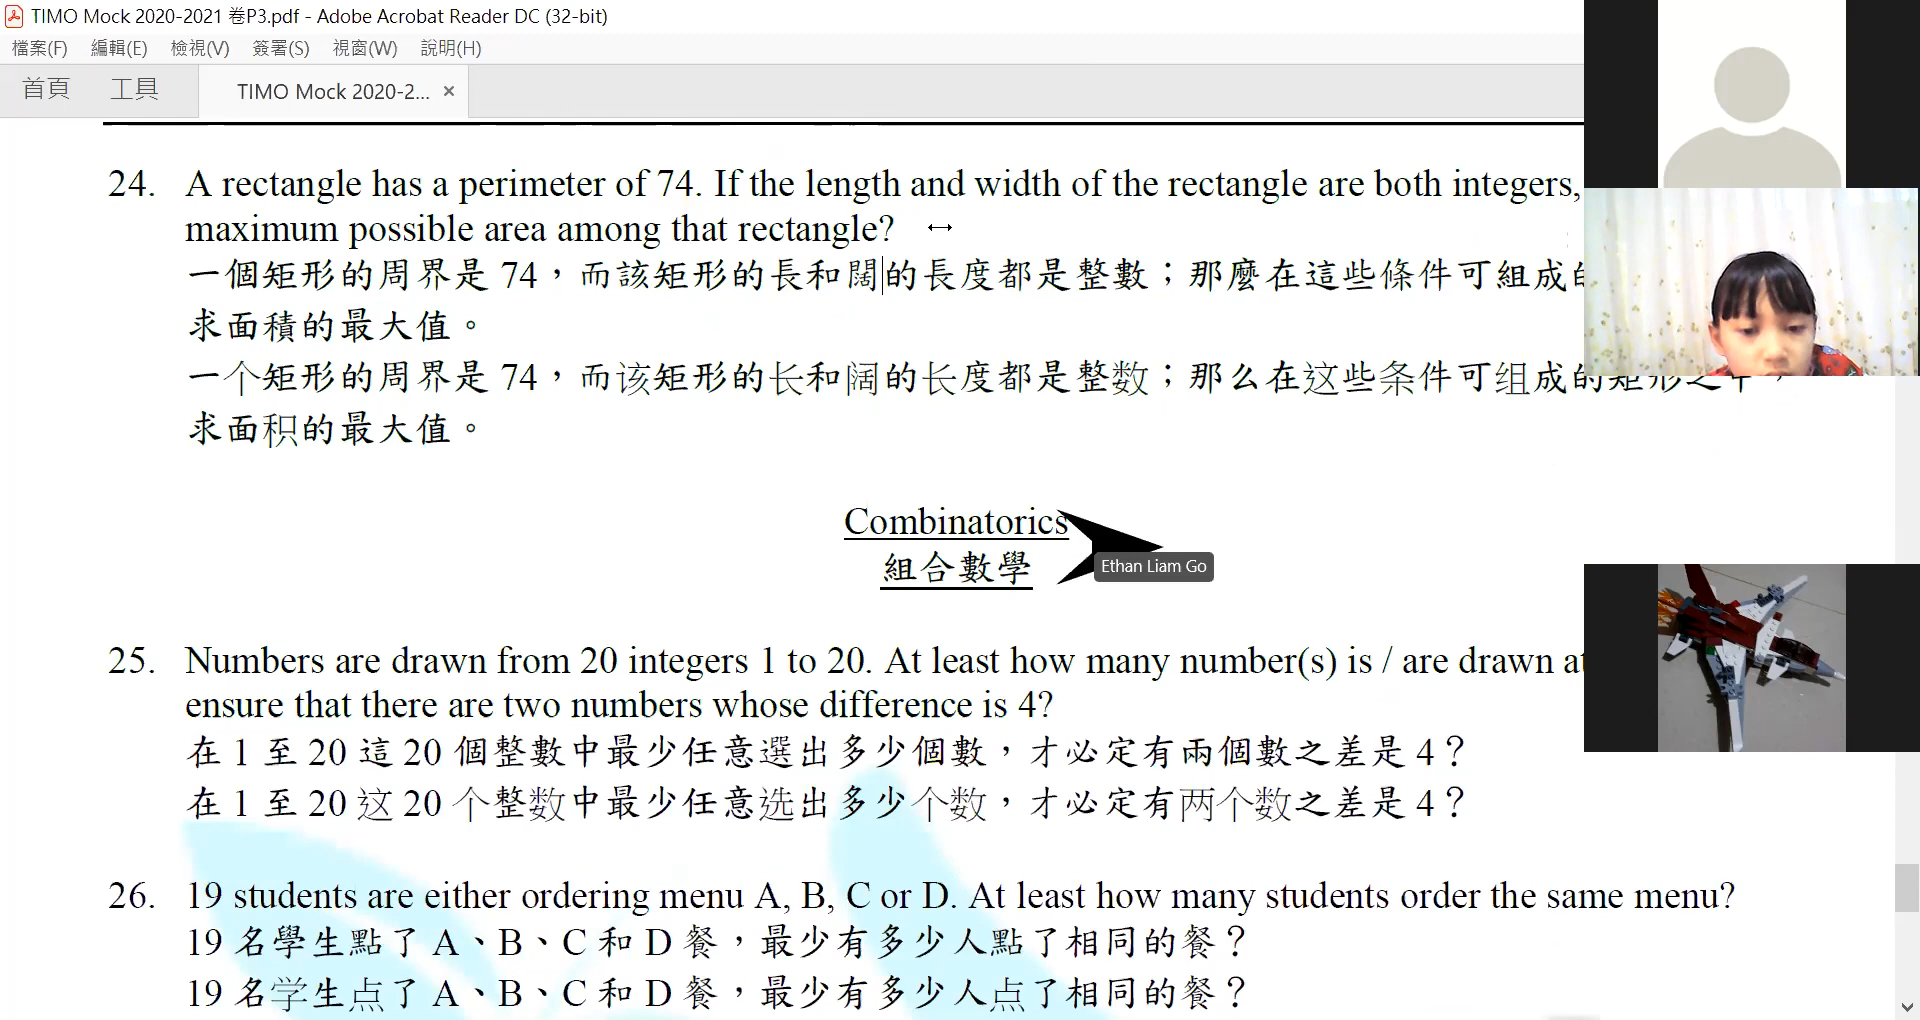 TIMO Mock 2020-2021 卷P3.pdf - Adobe Acrobat Reader DC (32-bit)
檔案(F) 編輯(E) 檢視(V) 簽署(S) 視窗(W) 說明(H)
首頁 工具 TIMO Mock 2020-2... ×
24. A rectangle has a perimeter of 74. If the length and width of the rectangle are both integers,
maximum possible area among that rectangle?
一個矩形的周界是 74，而該矩形的長和闊的長度都是整數；那麼在這些條件可組成的
求面積的最大值。
一个矩形的周界是 74，而该矩形的长和阔的长度都是整数；那么在这些条件可组成的矩形之中，
求面积的最大值。
Combinatorics
組合數學
Ethan Liam Go
25. Numbers are drawn from 20 integers 1 to 20. At least how many number(s) is / are drawn at
ensure that there are two numbers whose difference is 4?
在 1 至 20 這 20 個整數中最少任意選出多少個數，才必定有兩個數之差是 4？
在 1 至 20 这 20 个整数中最少任意选出多少个数，才必定有两个数之差是 4？
26. 19 students are either ordering menu A, B, C or D. At least how many students order the same menu?
19 名學生點了 A、B、C 和 D 餐，最少有多少人點了相同的餐？
19 名学生点了 A、B、C 和 D 餐，最少有多少人点了相同的餐？